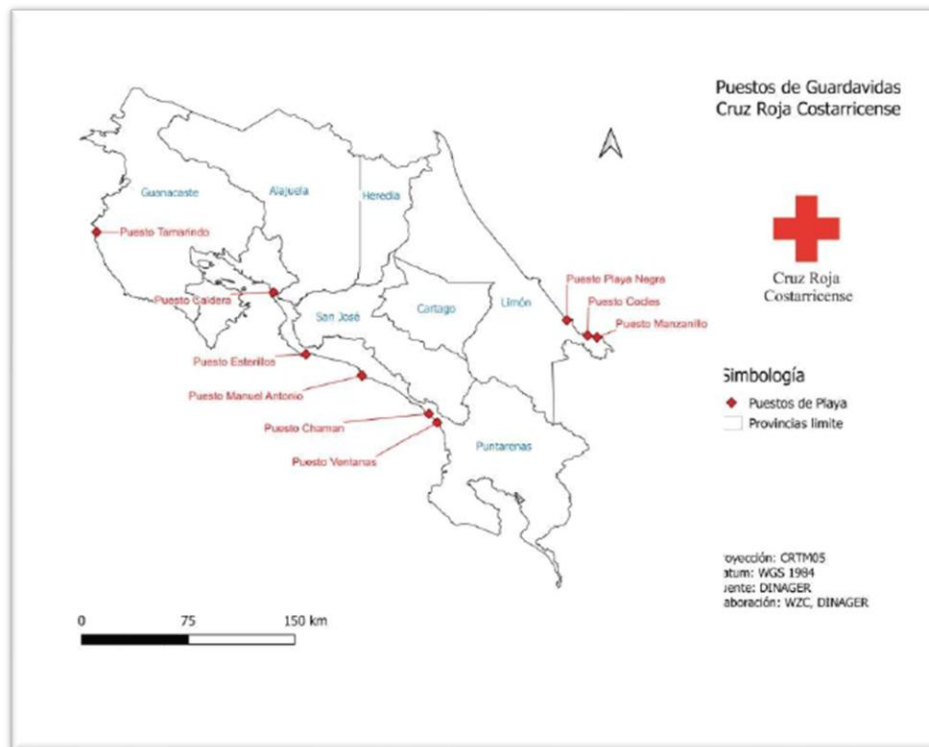 Puestos de Guardavidas
Cruz Roja Costarricense
Guanacaste
Alajuela
Heredia
Puesto Tamarindo
Puesto Caldera
San José
Cartago
Limón
Puesto Playa Negra
Puesto Cocles
Puesto Manzanillo
Puesto Esterillos
Puesto Manuel Antonio
Puesto Chaman
Puesto Ventanas
Puntarenas
Cruz Roja
Costarricense
Simbología
Puestos de Playa
Provincias limite
royección: CRTM05
atum: WGS 1984
uente: DINAGER
aboración: WZC, DINAGER
0 75 150 km